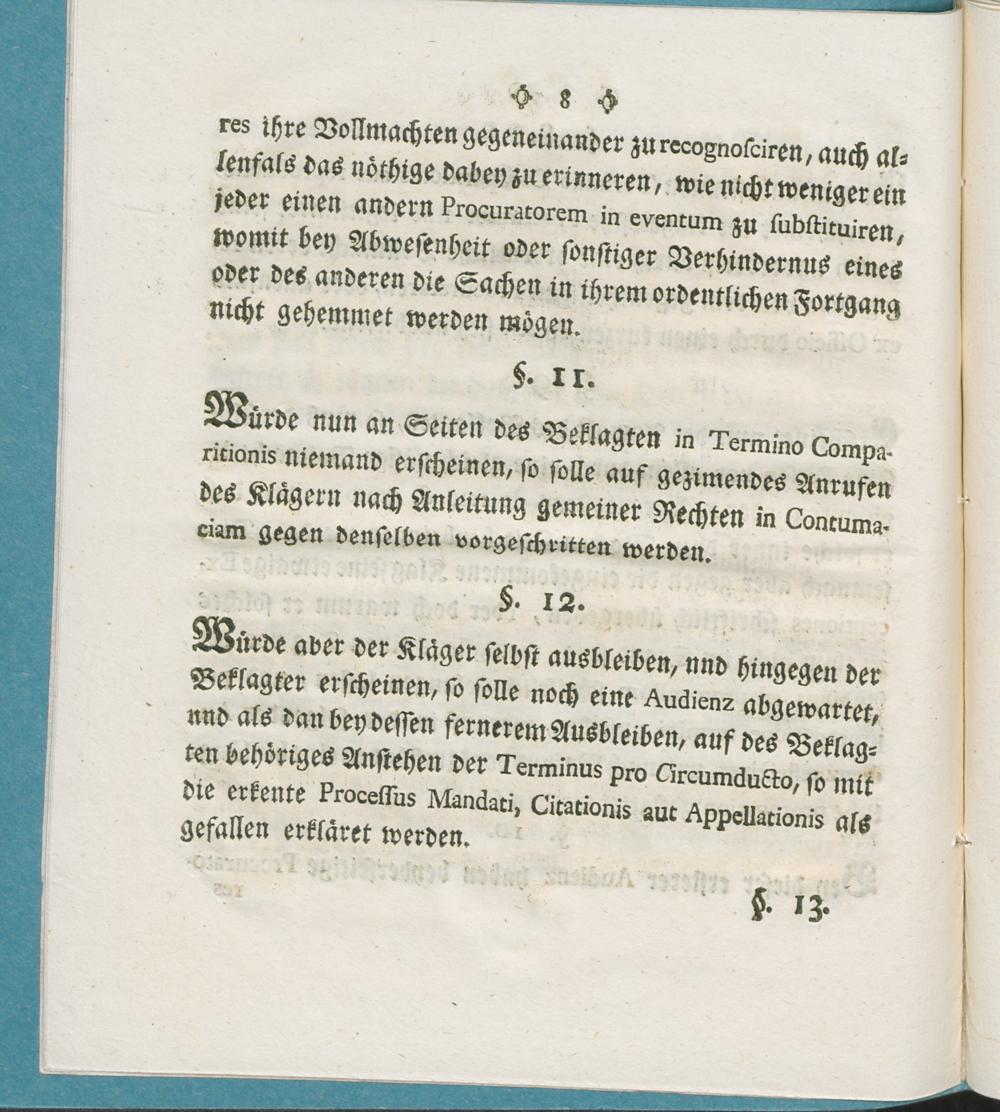 8
res ihre Vollmachten gegeneinander zu recognosciren, auch al-
lenfals das nöthige dabey zu erinneren, wie nicht weniger ein
jeder einen andern Procuratorem in eventum zu substituiren,
womit bey Abwesenheit oder sonstiger Verhindernus eines
oder des anderen die Sachen in ihrem ordentlichen Fortgang
nicht gehemmet werden mögen.
§. 11.
Würde nun an Seiten des Beklagten in Termino Compa-
ritionis niemand erscheinen, so solle auf gezimendes Anrufen
des Klägern nach Anleitung gemeiner Rechten in Contuma-
ciam gegen denselben vorgeschritten werden.
§. 12.
Würde aber der Kläger selbst ausbleiben, nnd hingegen der
Beklagter erscheinen, so solle noch eine Audienz abgewartet,
und als dan bey dessen fernerem Ausbleiben, auf des Beklag-
ten behöriges Anstehen der Terminus pro Circumducto, so mit
die erkente Processus Mandati, Citationis aut Appellationis als
gefallen erkläret werden.
§. 13.